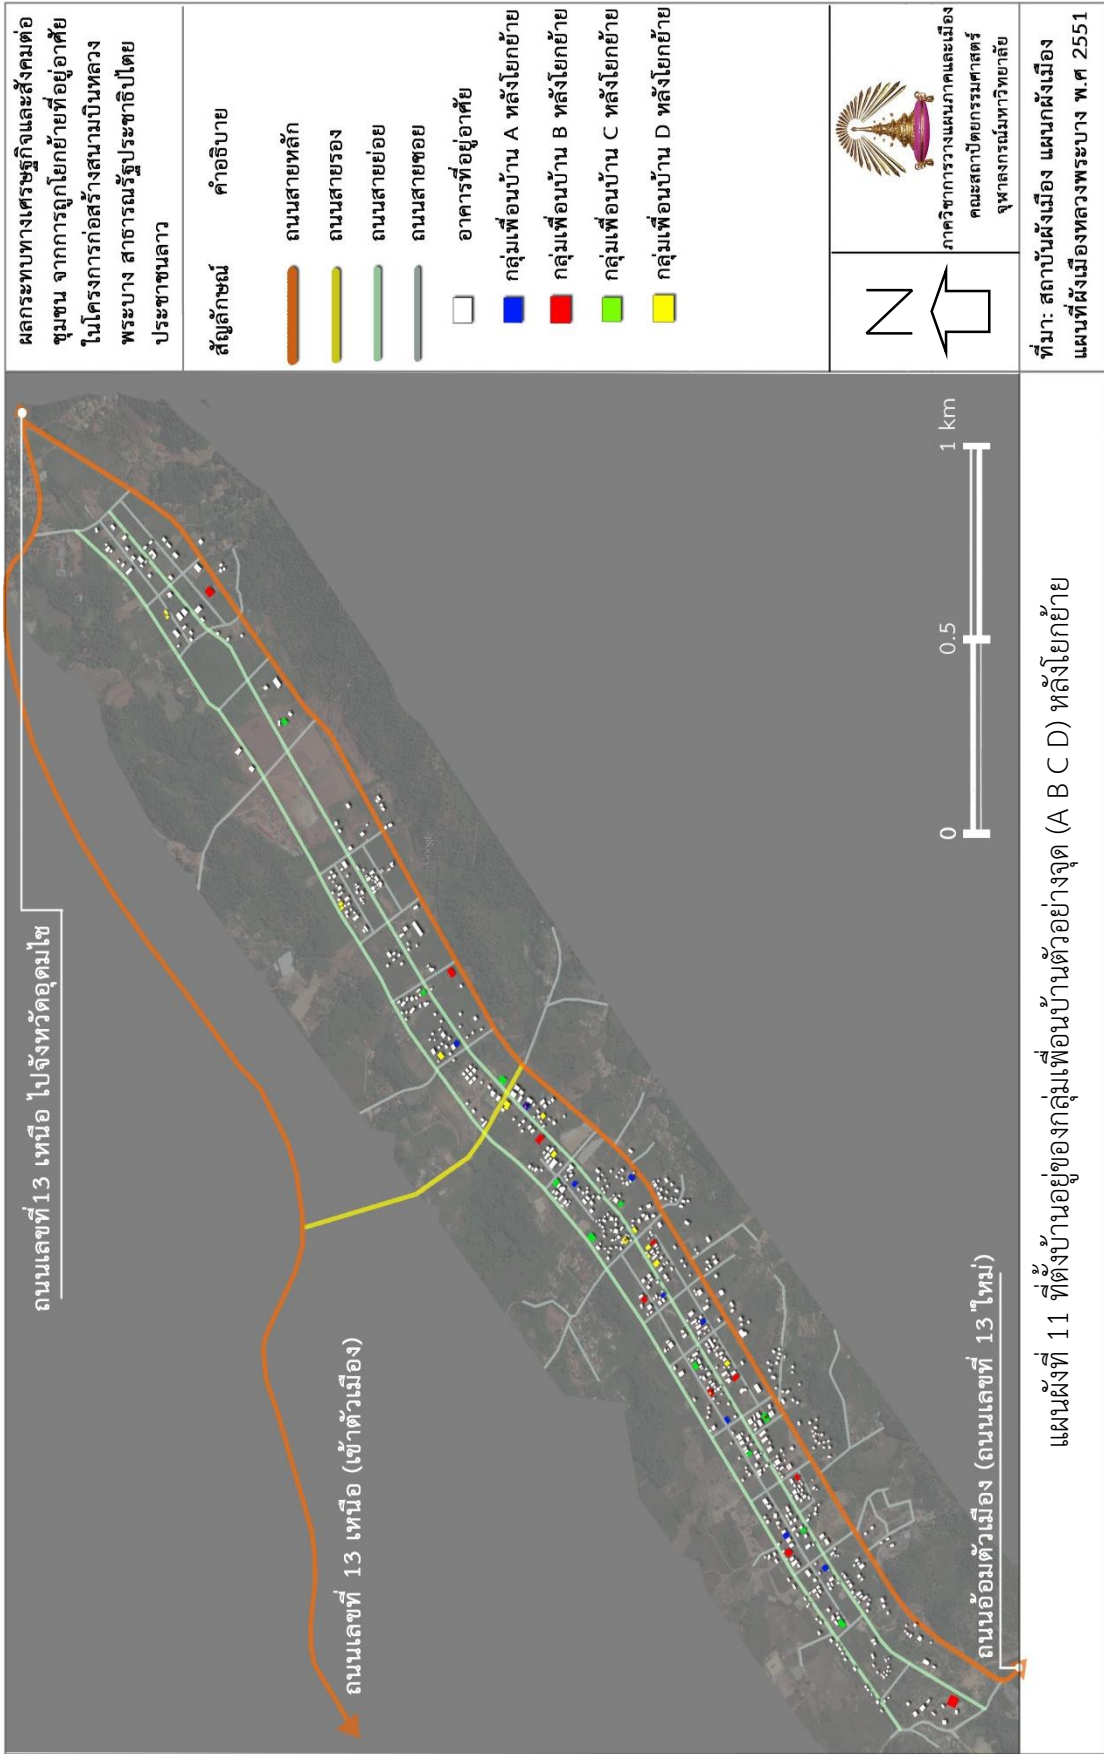 ผลกระทบทางเศรษฐกิจและสังคมต่อ
ชุมชน จากการถูกโยกย้ายที่อยู่อาศัย
ในโครงการก่อสร้างสนามบินหลวง
พระบาง สาธารณรัฐประชาธิปไตย
ประชาชนลาว
สัญลักษณ์ คำอธิบาย
ถนนสายหลัก
ถนนสายรอง
ถนนสายย่อย
ถนนสายซอย
อาคารที่อยู่อาศัย
กลุ่มเพื่อนบ้าน A หลังโยกย้าย
กลุ่มเพื่อนบ้าน B หลังโยกย้าย
กลุ่มเพื่อนบ้าน C หลังโยกย้าย
กลุ่มเพื่อนบ้าน D หลังโยกย้าย
N
ภาควิชาการวางแผนภาคและเมือง
คณะสถาปัตยกรรมศาสตร์
จุฬาลงกรณ์มหาวิทยาลัย
ที่มา: สถาบันผังเมือง แผนกผังเมือง
แผนที่ผังเมืองหลวงพระบาง พ.ศ 2551
ถนนเลขที่13 เหนือ ไปจังหวัดอุดมไช
ถนนเลขที่ 13 เหนือ (เข้าตัวเมือง)
ถนนอ้อมตัวเมือง (ถนนเลขที่ 13 ใหม่)
Google
0 0.5 1 km
แผนผังที่ 11 ที่ตั้งบ้านอยู่ของกลุ่มเพื่อนบ้านตัวอย่างจุด (A B C D) หลังโยกย้าย